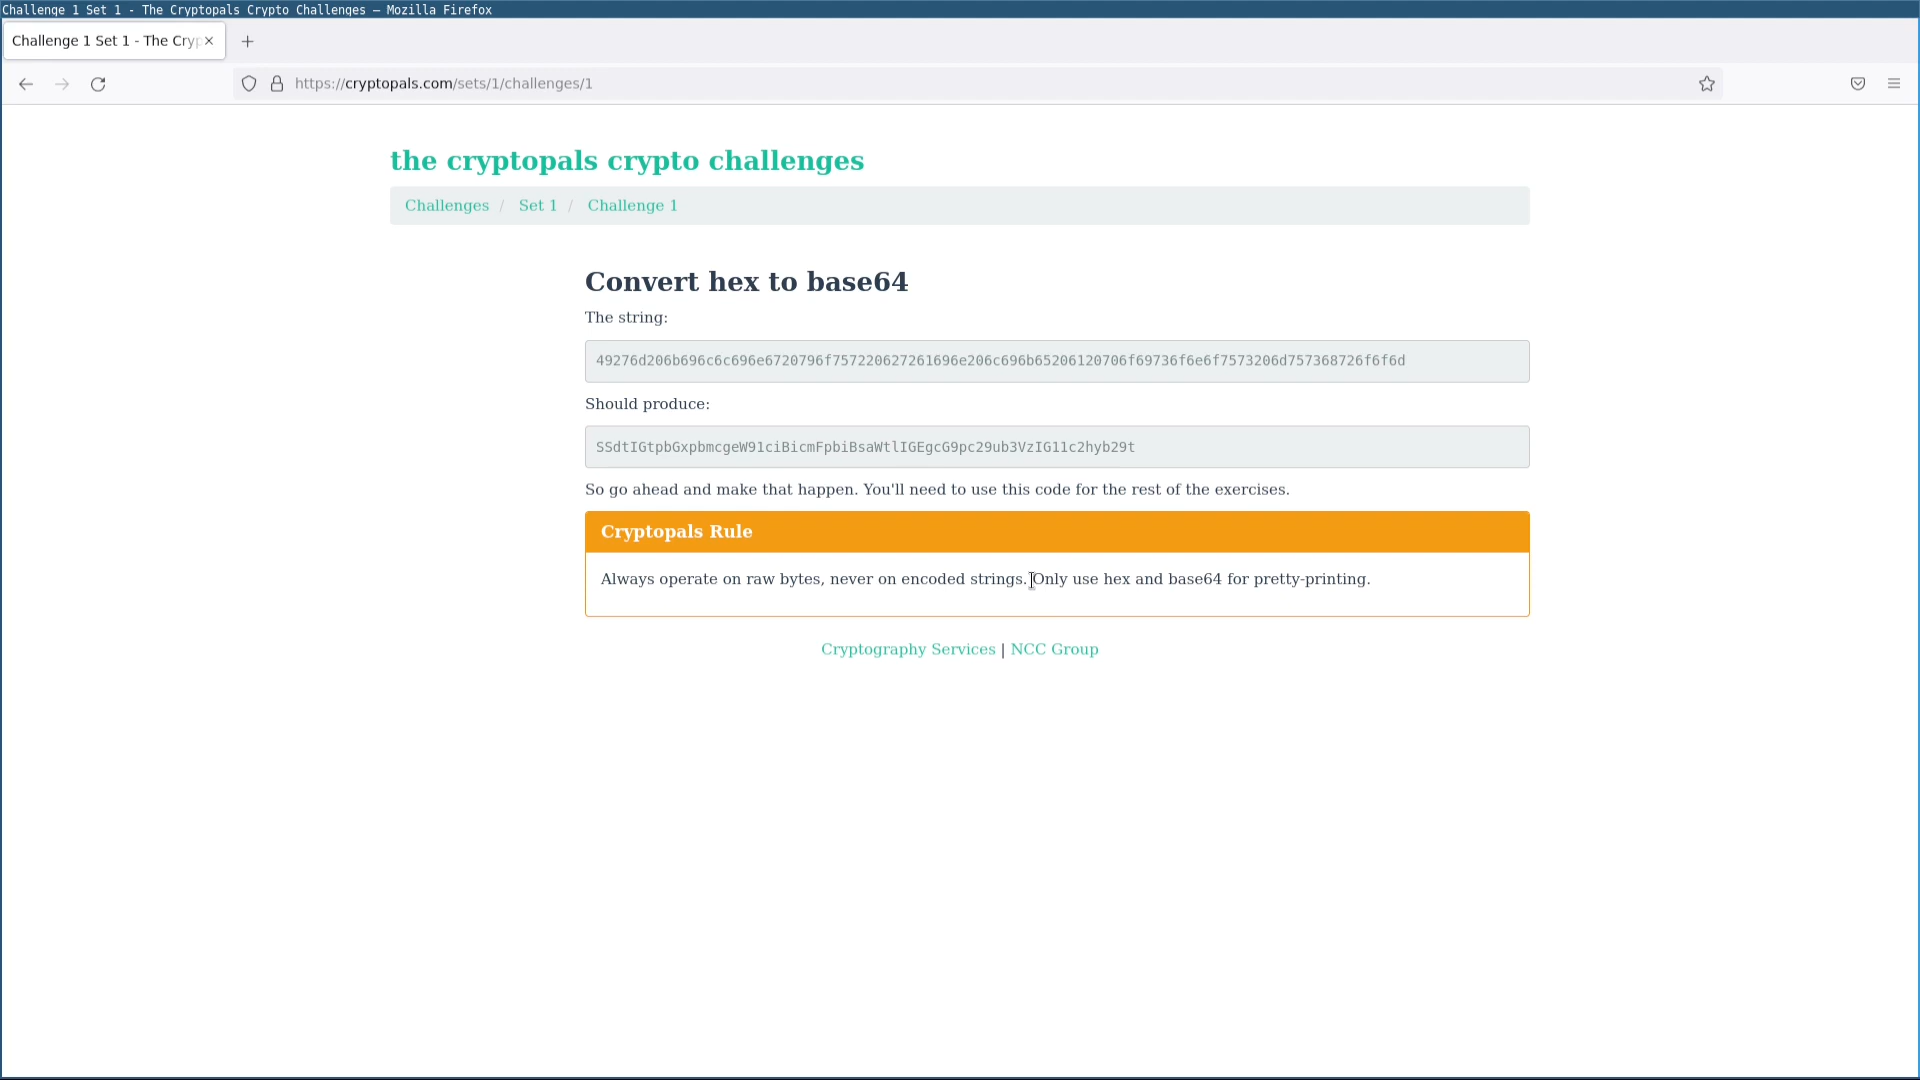 Challenge 1 Set 1 - The Cryptopals Crypto Challenges — Mozilla Firefox
Challenge 1 Set 1 - The Cryp
https://cryptopals.com/sets/1/challenges/1
the cryptopals crypto challenges
Challenges / Set 1 / Challenge 1
Convert hex to base64
The string:
49276d206b696c6c696e6720796f757220627261696e206c696b65206120706f69736f6e6f7573206d757368726f6f6d
Should produce:
SSdtIGtpbGxpbmcgeW91ciBicmFpbiBsaWtlIGEgcG9pc29ub3VzIG11c2hyb29t
So go ahead and make that happen. You'll need to use this code for the rest of the exercises.
Cryptopals Rule
Always operate on raw bytes, never on encoded strings. Only use hex and base64 for pretty-printing.
Cryptography Services | NCC Group